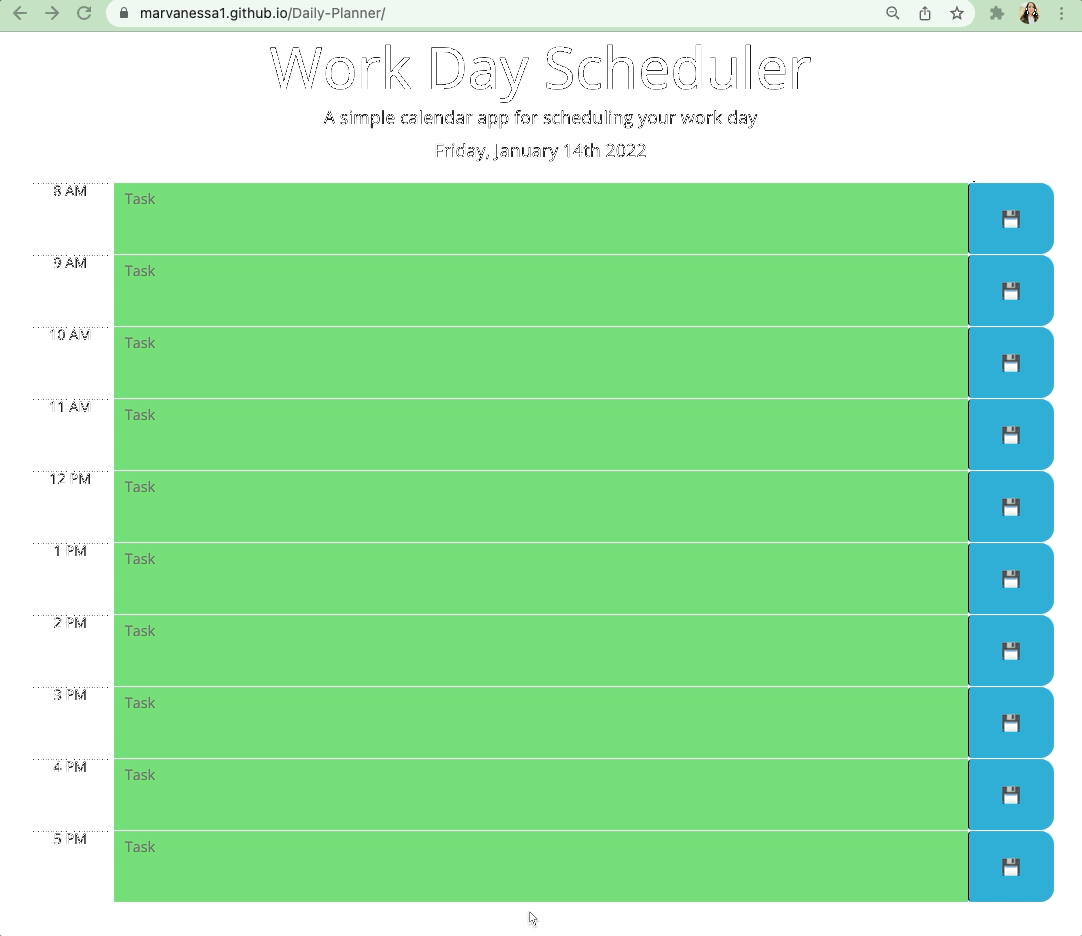 marvanessa1.github.io/Daily-Planner/
Work Day Scheduler
A simple calendar app for scheduling your work day
Friday, January 14th 2022
8 AM
Task
9 AM
Task
10 AM
Task
11 AM
Task
12 PM
Task
1 PM
Task
2 PM
Task
3 PM
Task
4 PM
Task
5 PM
Task